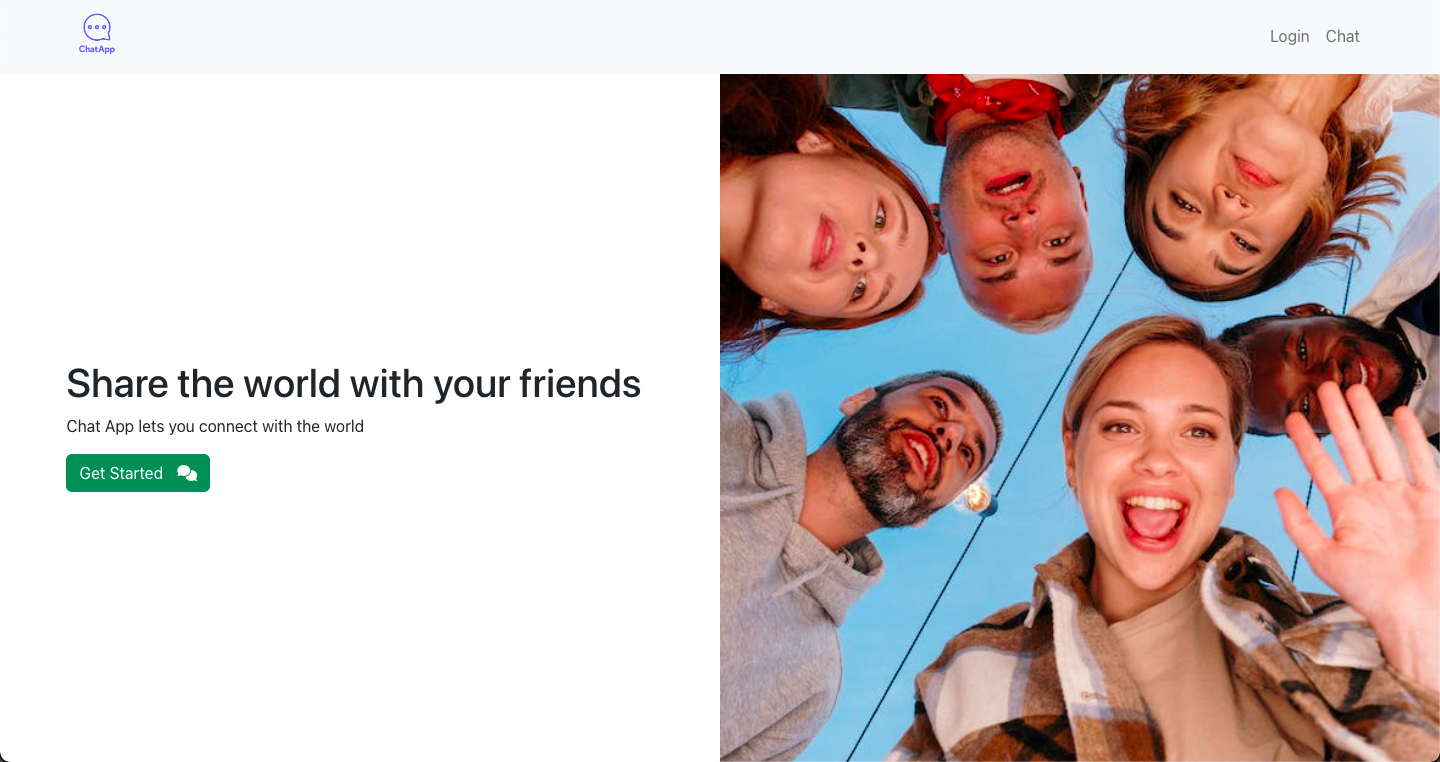 ChatApp
Login Chat
Share the world with your friends
Chat App lets you connect with the world
Get Started